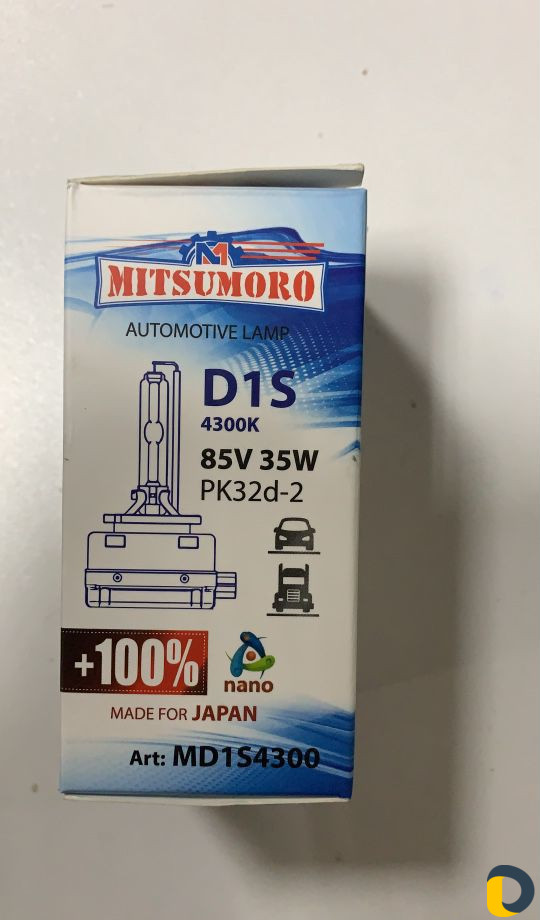 MITSUMORO
AUTOMOTIVE LAMP
D1S
4300K
85V 35W
PK32d-2
+100%
nano
MADE FOR JAPAN
Art: MD1S4300